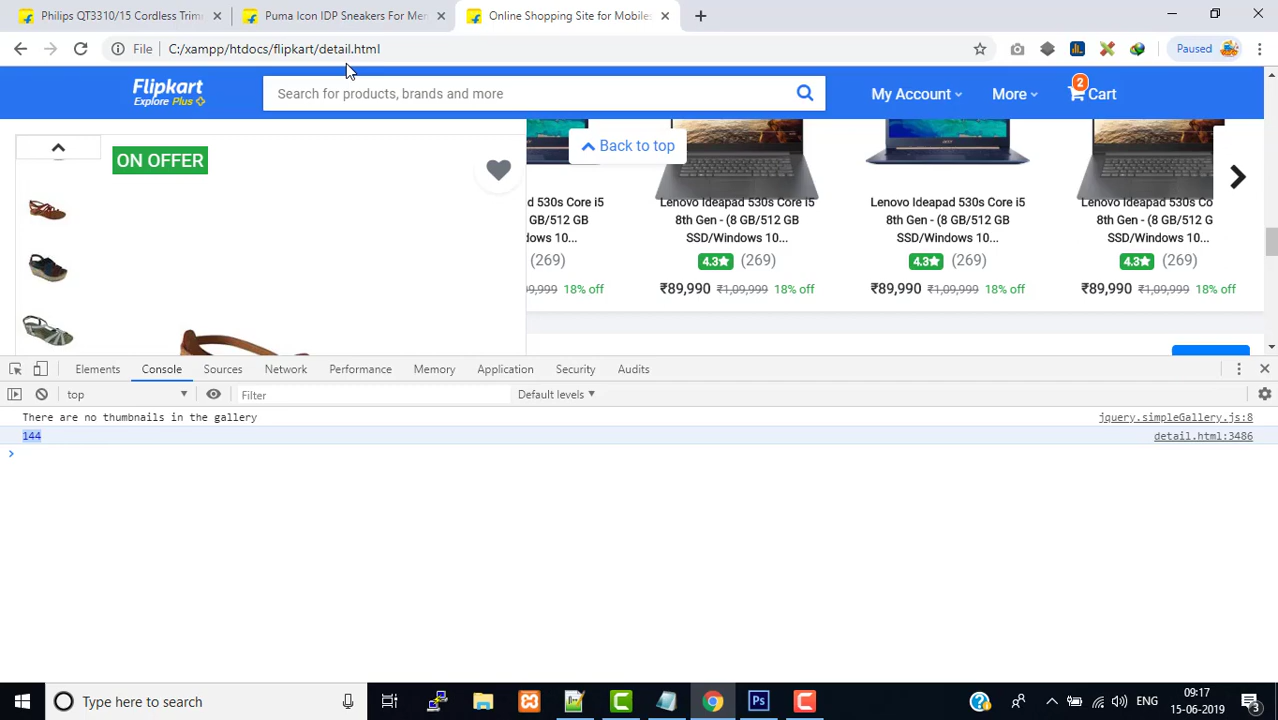 Philips QT3310/15 Cordless Trim
Puma Icon IDP Sneakers For Men
Online Shopping Site for Mobiles
File
C:/xampp/htdocs/flipkart/detail.html
Paused
Flipkart
Explore Plus
Search for products, brands and more
My Account
More
2
Cart
ON OFFER
Back to top
d 530s Core i5
GB/512 GB
dows 10...
(269)
,09,999 18% off
Lenovo Ideapad 530s Core i5
8th Gen - (8 GB/512 GB
SSD/Windows 10...
4.3★ (269)
₹89,990 ₹1,09,999 18% off
Lenovo Ideapad 530s Core i5
8th Gen - (8 GB/512 GB
SSD/Windows 10...
4.3★ (269)
₹89,990 ₹1,09,999 18% off
Lenovo Ideapad 530s Co
8th Gen - (8 GB/512 G
SSD/Windows 10...
4.3★ (269)
₹89,990 ₹1,09,999 18% off
Elements Console Sources Network Performance Memory Application Security Audits
top
Filter
Default levels ▼
There are no thumbnails in the gallery jquery.simpleGallery.js:8
144 detail.html:3486
Type here to search
ENG
09:17
15-06-2019
3